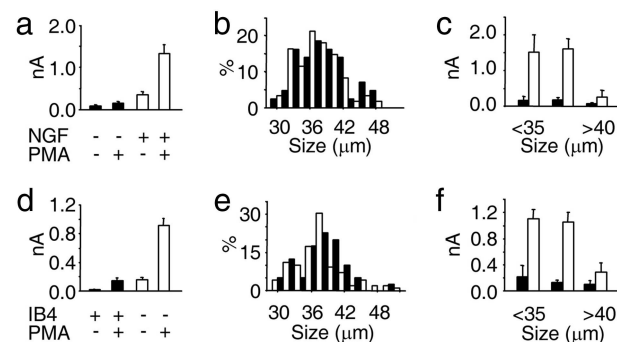 a
nA
2.0
1.0
0.0
NGF - - + +
PMA - + - +
b
%
20
10
0
30 36 42 48
Size (μm)
c
nA
2.0
1.0
0.0
<35 >40
Size (μm)
d
nA
1.2
0.8
0.4
0.0
IB4 + + - -
PMA - + - +
e
%
30
15
0
30 36 42 48
Size (μm)
f
nA
1.2
0.8
0.4
0.0
<35 >40
Size (μm)